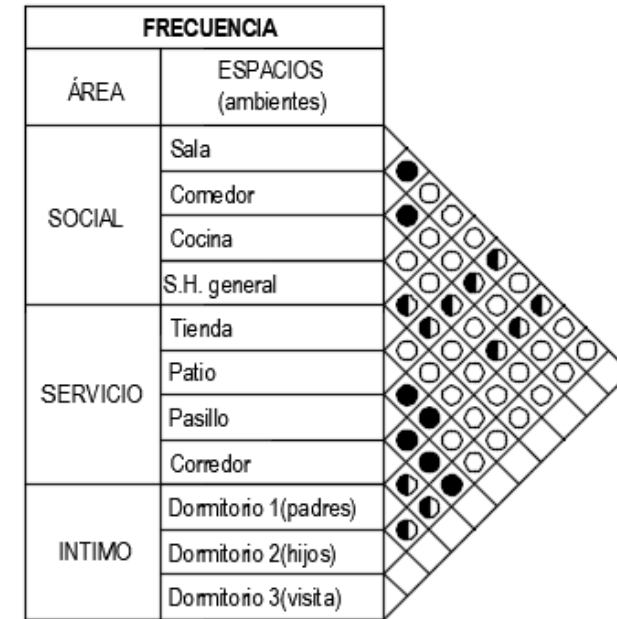 FRECUENCIA
ÁREA
ESPACIOS
(ambientes)
SOCIAL
Sala
Comedor
Cocina
S.H. general
SERVICIO
Tienda
Patio
Pasillo
Corredor
INTIMO
Dormitorio 1(padres)
Dormitorio 2(hijos)
Dormitorio 3(visita)